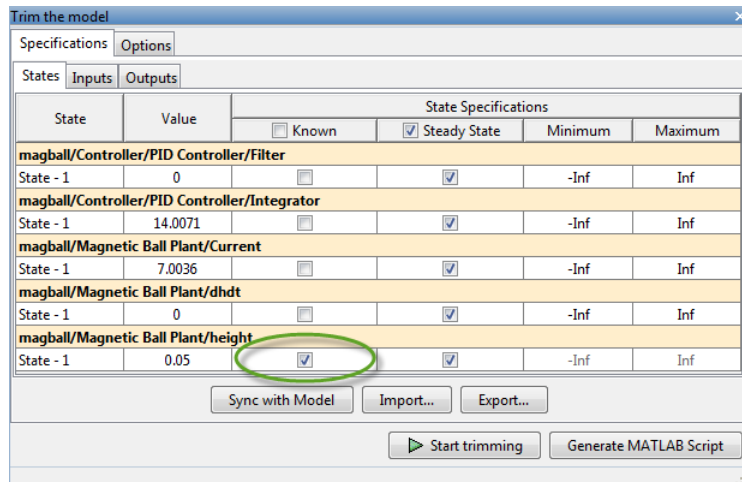 Trim the model
Specifications Options
States Inputs Outputs
State Value State Specifications
Known Steady State Minimum Maximum
magball/Controller/PID Controller/Filter
State - 1 0 -Inf Inf
magball/Controller/PID Controller/Integrator
State - 1 14.0071 -Inf Inf
magball/Magnetic Ball Plant/Current
State - 1 7.0036 -Inf Inf
magball/Magnetic Ball Plant/dhdt
State - 1 0 -Inf Inf
magball/Magnetic Ball Plant/height
State - 1 0.05 -Inf Inf
Sync with Model Import... Export...
Start trimming Generate MATLAB Script